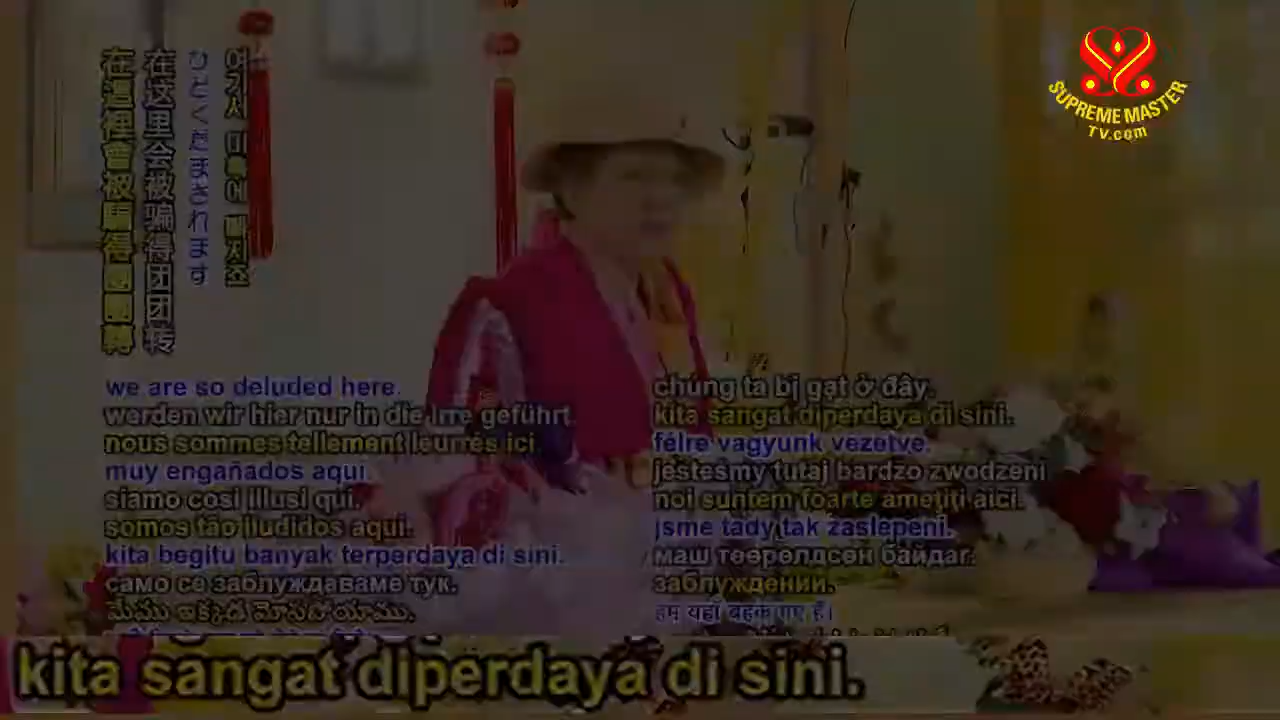 SUPREME MASTER
TV.com
在這裡會被騙得團團轉
在这里会被骗得团团转
ひどくだまされます
여기서 미혹에 빠지죠
we are so deluded here.
werden wir hier nur in die Irre geführt.
nous sommes tellement leurrés ici.
muy engañados aquí.
siamo così illusi qui.
somos tão iludidos aqui.
kita begitu banyak terperdaya di sini.
само се заблуждаваме тук.
మేము ఇక్కడ మోసపోయాము.
chúng ta bị gạt ở đây.
kita sangat diperdaya di sini.
félre vagyunk vezetve.
jesteśmy tutaj bardzo zwodzeni
noi suntem foarte amețiți aici.
jsme tady tak zaslepeni.
маш төөрөлдсөн байдаг.
заблуждении.
हम यहाँ बहक गए हैं।
kita sangat diperdaya di sini.